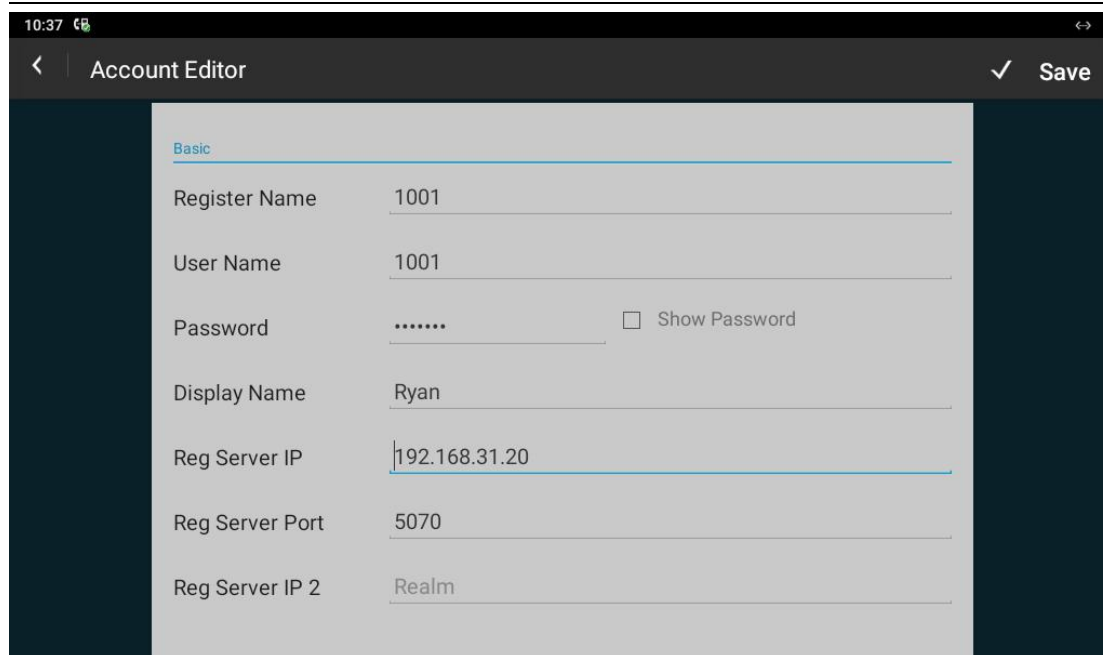 10:37
Account Editor
Save
Basic
Register Name 1001
User Name 1001
Password ••••••• Show Password
Display Name Ryan
Reg Server IP 192.168.31.20
Reg Server Port 5070
Reg Server IP 2 Realm